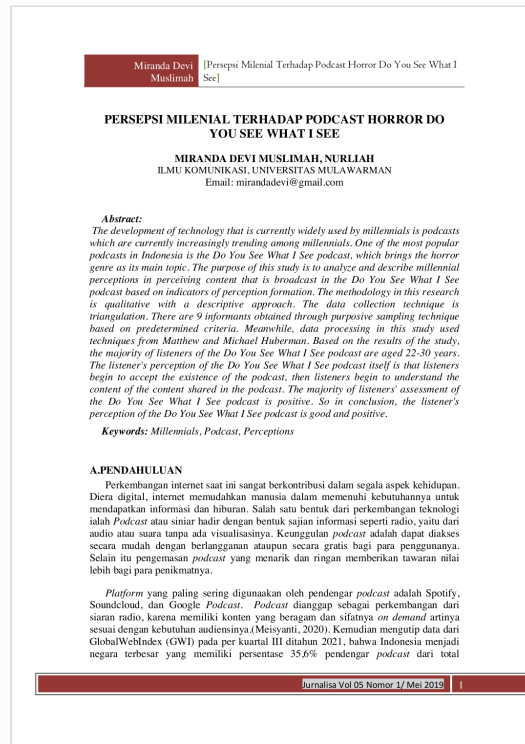 Miranda Devi
Muslimah
[Persepsi Milenial Terhadap Podcast Horror Do You See What I
See]
PERSEPSI MILENIAL TERHADAP PODCAST HORROR DO
YOU SEE WHAT I SEE
MIRANDA DEVI MUSLIMAH, NURLIAH
ILMU KOMUNIKASI, UNIVERSITAS MULAWARMAN
Email: mirandadevi@gmail.com
Abstract:
The development of technology that is currently widely used by millennials is podcasts
which are currently increasingly trending among millennials. One of the most popular
podcasts in Indonesia is the Do You See What I See podcast, which brings the horror
genre as its main topic. The purpose of this study is to analyze and describe millennial
perceptions in perceiving content that is broadcast in the Do You See What I See
podcast based on indicators of perception formation. The methodology in this research
is qualitative with a descriptive approach. The data collection technique is
triangulation. There are 9 informants obtained through purposive sampling technique
based on predetermined criteria. Meanwhile, data processing in this study used
techniques from Matthew and Michael Huberman. Based on the results of the study,
the majority of listeners of the Do You See What I See podcast are aged 22-30 years.
The listener's perception of the Do You See What I See podcast itself is that listeners
begin to accept the existence of the podcast, then listeners begin to understand the
content of the content shared in the podcast. The majority of listeners' assessment of
the Do You See What I See podcast is positive. So in conclusion, the listener's
perception of the Do You See What I See podcast is good and positive.
Keywords: Millennials, Podcast, Perceptions
A.PENDAHULUAN
Perkembangan internet saat ini sangat berkontribusi dalam segala aspek kehidupan.
Diera digital, internet memudahkan manusia dalam memenuhi kebutuhannya untuk
mendapatkan informasi dan hiburan. Salah satu bentuk dari perkembangan teknologi
ialah Podcast atau siniar hadir dengan bentuk sajian informasi seperti radio, yaitu dari
audio atau suara tanpa ada visualisasinya. Keunggulan podcast adalah dapat diakses
secara mudah dengan berlangganan ataupun secara gratis bagi para penggunanya.
Selain itu pengemasan podcast yang menarik dan ringan memberikan tawaran nilai
lebih bagi para penikmatnya.
Platform yang paling sering digunakan oleh pendengar podcast adalah Spotify,
Soundcloud, dan Google Podcast. Podcast dianggap sebagai perkembangan dari
siaran radio, karena memiliki konten yang beragam dan sifatnya on demand artinya
sesuai dengan kebutuhan audiensinya.(Meisyanti, 2020). Kemudian mengutip data dari
GlobalWebIndex (GWI) pada per kuartal III ditahun 2021, bahwa Indonesia menjadi
negara terbesar yang memiliki persentase 35,6% pendengar podcast dari total
Jurnalisa Vol 05 Nomor 1/ Mei 2019 1